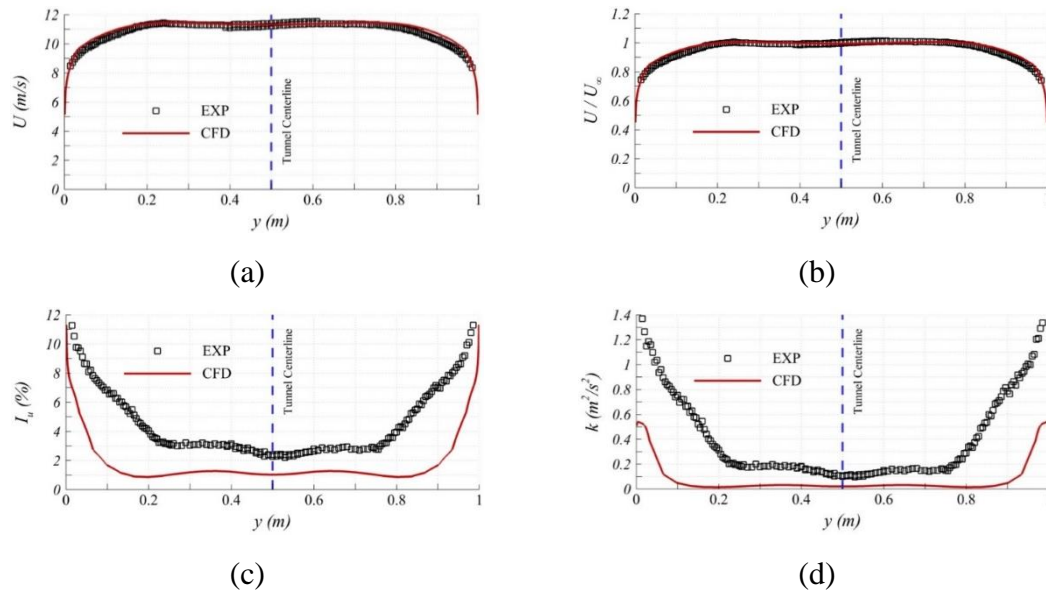 12
10
8
6
4
2
0
U (m/s)
EXP
CFD
Tunnel Centerline
0 0.2 0.4 0.6 0.8 1
y (m)
(a)
1.2
1
0.8
0.6
0.4
0.2
0
U / U∞
EXP
CFD
Tunnel Centerline
0 0.2 0.4 0.6 0.8 1
y (m)
(b)
12
10
8
6
4
2
0
Iu (%)
EXP
CFD
Tunnel Centerline
0 0.2 0.4 0.6 0.8 1
y (m)
(c)
1.4
1.2
1
0.8
0.6
0.4
0.2
0
k (m²/s²)
EXP
CFD
Tunnel Centerline
0 0.2 0.4 0.6 0.8 1
y (m)
(d)